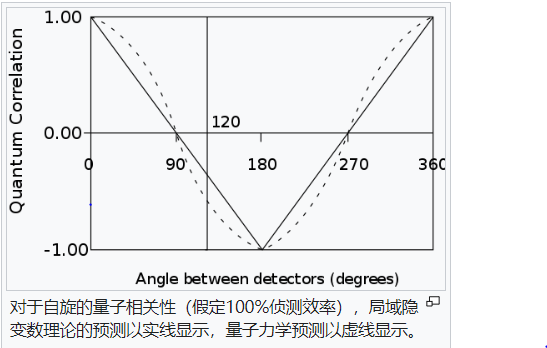 1.00
Quantum Correlation
120
0.00
0 90 180 270 360
-1.00
Angle between detectors (degrees)
对于自旋的量子相关性（假定100%侦测效率），局域隐
变数理论的预测以实线显示，量子力学预测以虚线显示。